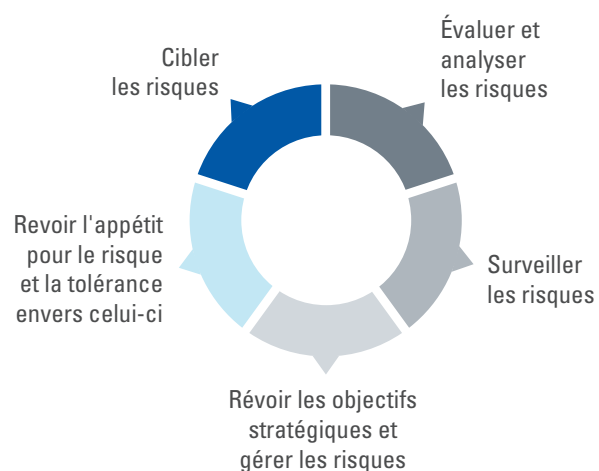 Cibler
les risques
Évaluer et
analyser
les risques
Surveiller
les risques
Révoir les objectifs
stratégiques et
gérer les risques
Revoir l'appétit
pour le risque
et la tolérance
envers celui-ci